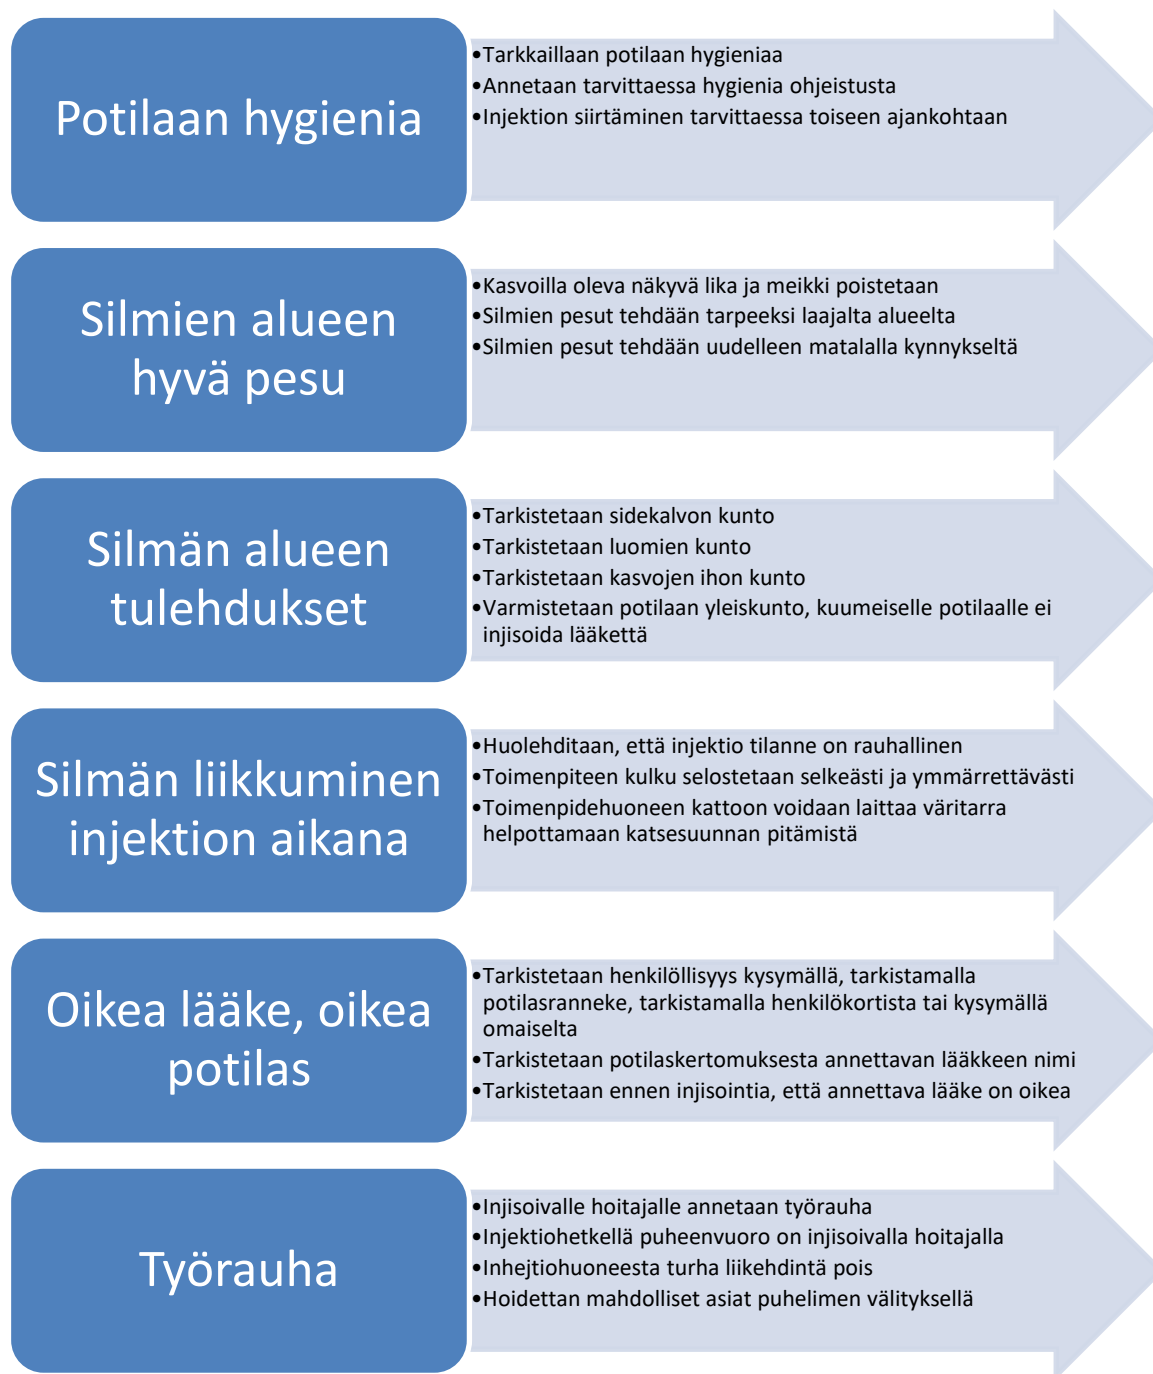 Potilaan hygienia
•Tarkkaillaan potilaan hygieniaa
•Annetaan tarvittaessa hygienia ohjeistusta
•Injektion siirtäminen tarvittaessa toiseen ajankohtaan
Silmien alueen
hyvä pesu
•Kasvoilla oleva näkyvä lika ja meikki poistetaan
•Silmien pesut tehdään tarpeeksi laajalta alueelta
•Silmien pesut tehdään uudelleen matalalla kynnykseltä
Silmän alueen
tulehdukset
•Tarkistetaan sidekalvon kunto
•Tarkistetaan luomien kunto
•Tarkistetaan kasvojen ihon kunto
•Varmistetaan potilaan yleiskunto, kuumeiselle potilaalle ei
injisoida lääkettä
Silmän liikkuminen
injektion aikana
•Huolehditaan, että injektio tilanne on rauhallinen
•Toimenpiteen kulku selostetaan selkeästi ja ymmärrettävästi
•Toimenpidehuoneen kattoon voidaan laittaa väritarra
helpottamaan katsesuunnan pitämistä
Oikea lääke, oikea
potilas
•Tarkistetaan henkilöllisyys kysymällä, tarkistamalla
potilasranneke, tarkistamalla henkilökortista tai kysymällä
omaiselta
•Tarkistetaan potilaskertomuksesta annettavan lääkkeen nimi
•Tarkistetaan ennen injisointia, että annettava lääke on oikea
Työrauha
•Injisoivalle hoitajalle annetaan työrauha
•Injektiohetkellä puheenvuoro on injisoivalla hoitajalla
•Inhejtiohuoneesta turha liikehdintä pois
•Hoidettan mahdolliset asiat puhelimen välityksellä